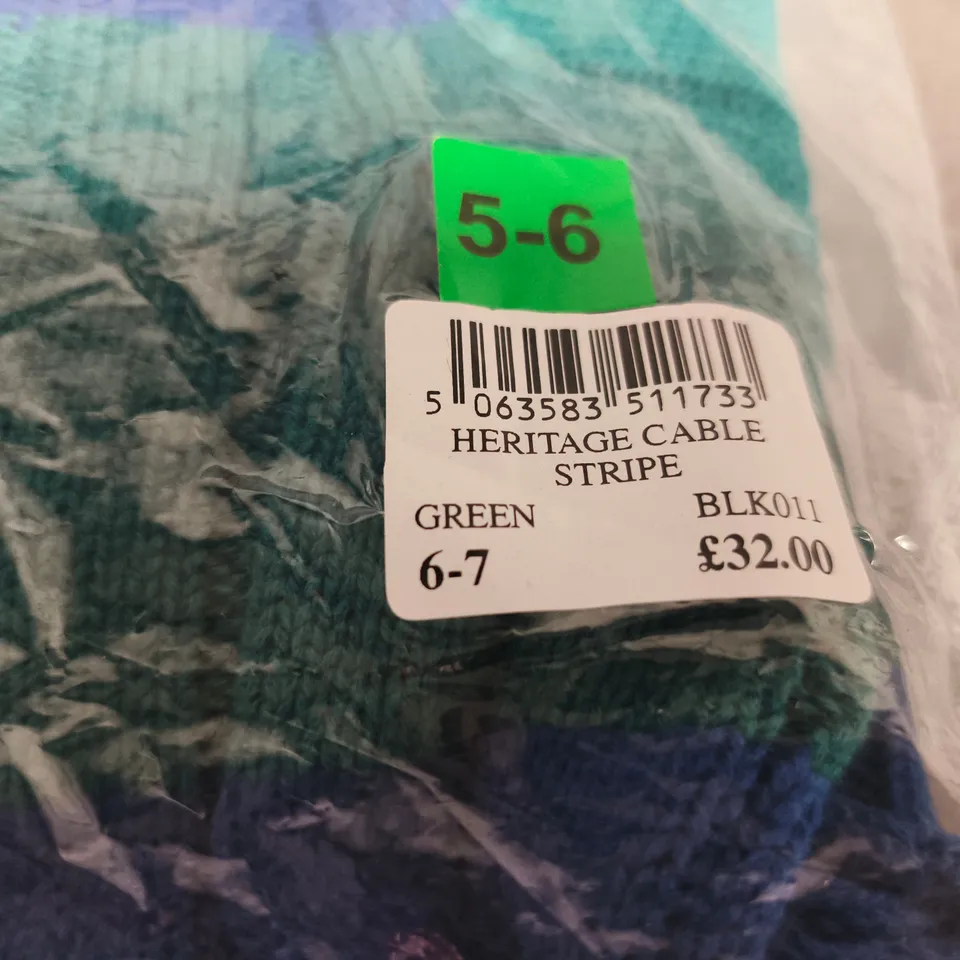 5-6
5 063583 511733
HERITAGE CABLE
STRIPE
GREEN BLK011
6-7 £32.00